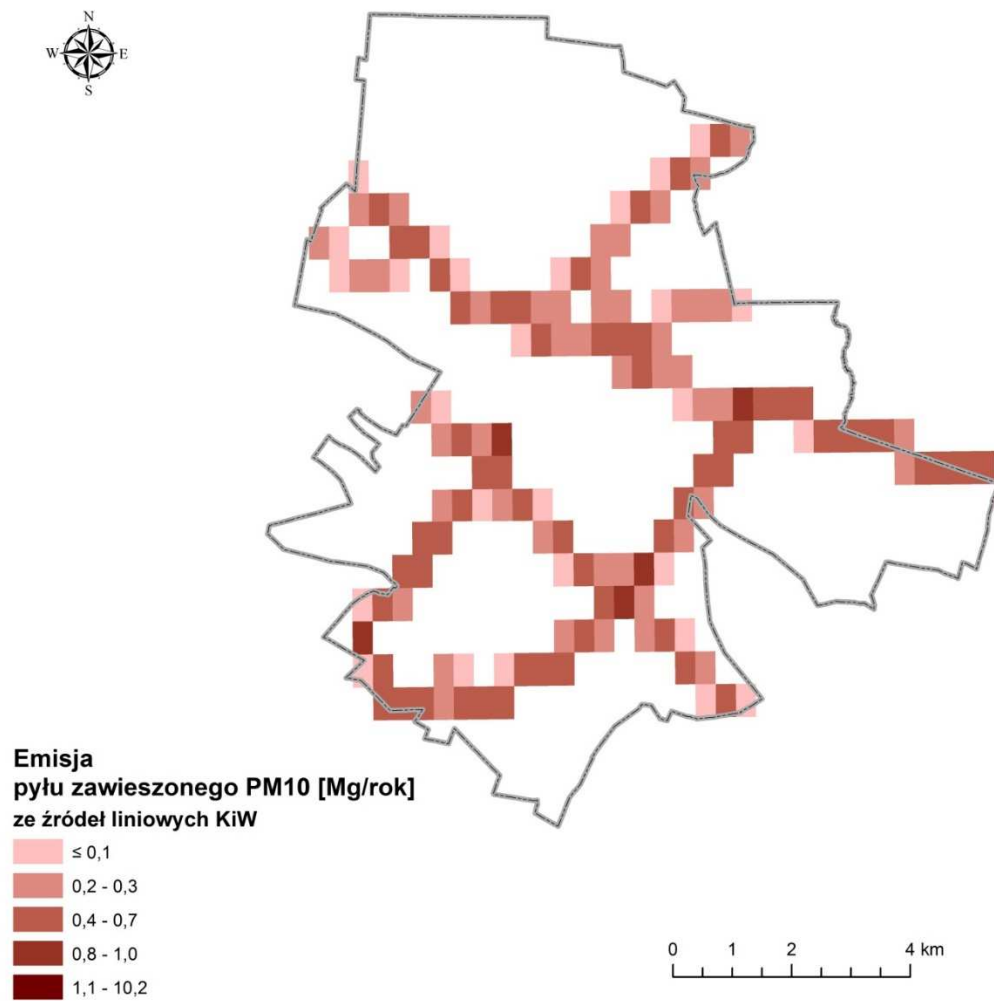 N
W E
S
Emisja
pyłu zawieszonego PM10 [Mg/rok]
ze źródeł liniowych KiW
≤ 0,1
0,2 - 0,3
0,4 - 0,7
0,8 - 1,0
1,1 - 10,2
0 1 2 4 km